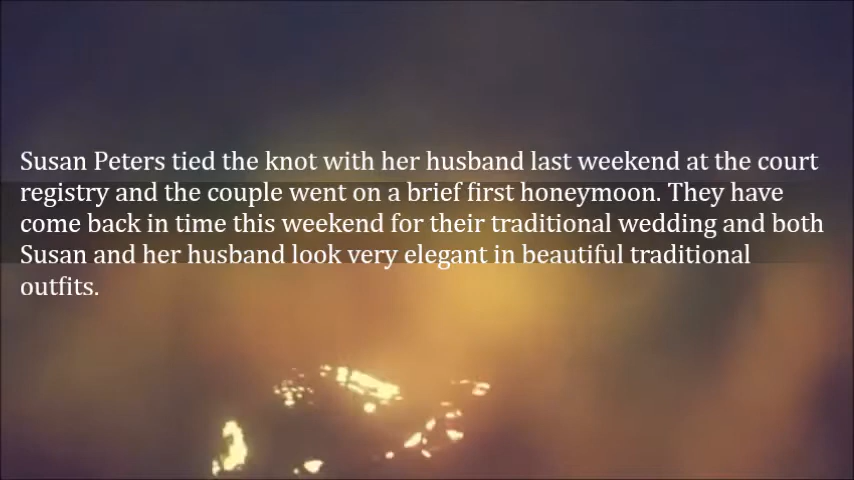 Susan Peters tied the knot with her husband last weekend at the court
registry and the couple went on a brief first honeymoon. They have
come back in time this weekend for their traditional wedding and both
Susan and her husband look very elegant in beautiful traditional
outfits.